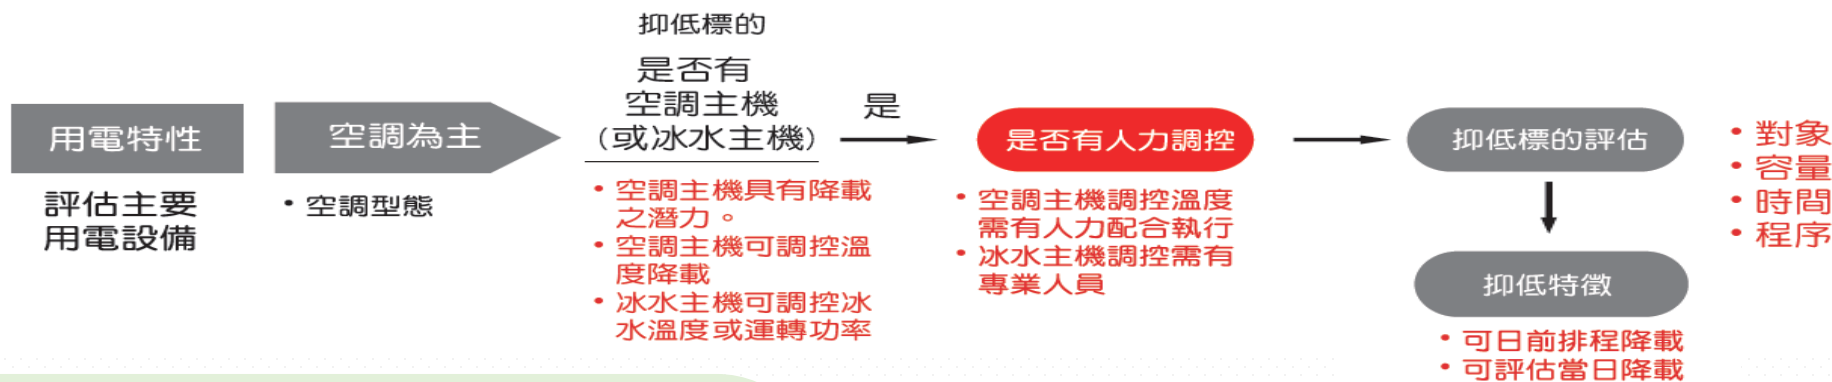 用電特性
評估主要
用電設備
空調為主
• 空調型態
抑低標的
是否有
空調主機
(或冰水主機)
• 空調主機具有降載
之潛力。
• 空調主機可調控溫
度降載
• 冰水主機可調控冰
水溫度或運轉功率
是
是否有人力調控
• 空調主機調控溫度
需有人力配合執行
• 冰水主機調控需有
專業人員
抑低標的評估
• 對象
• 容量
• 時間
• 程序
抑低特徵
• 可日前排程降載
• 可評估當日降載